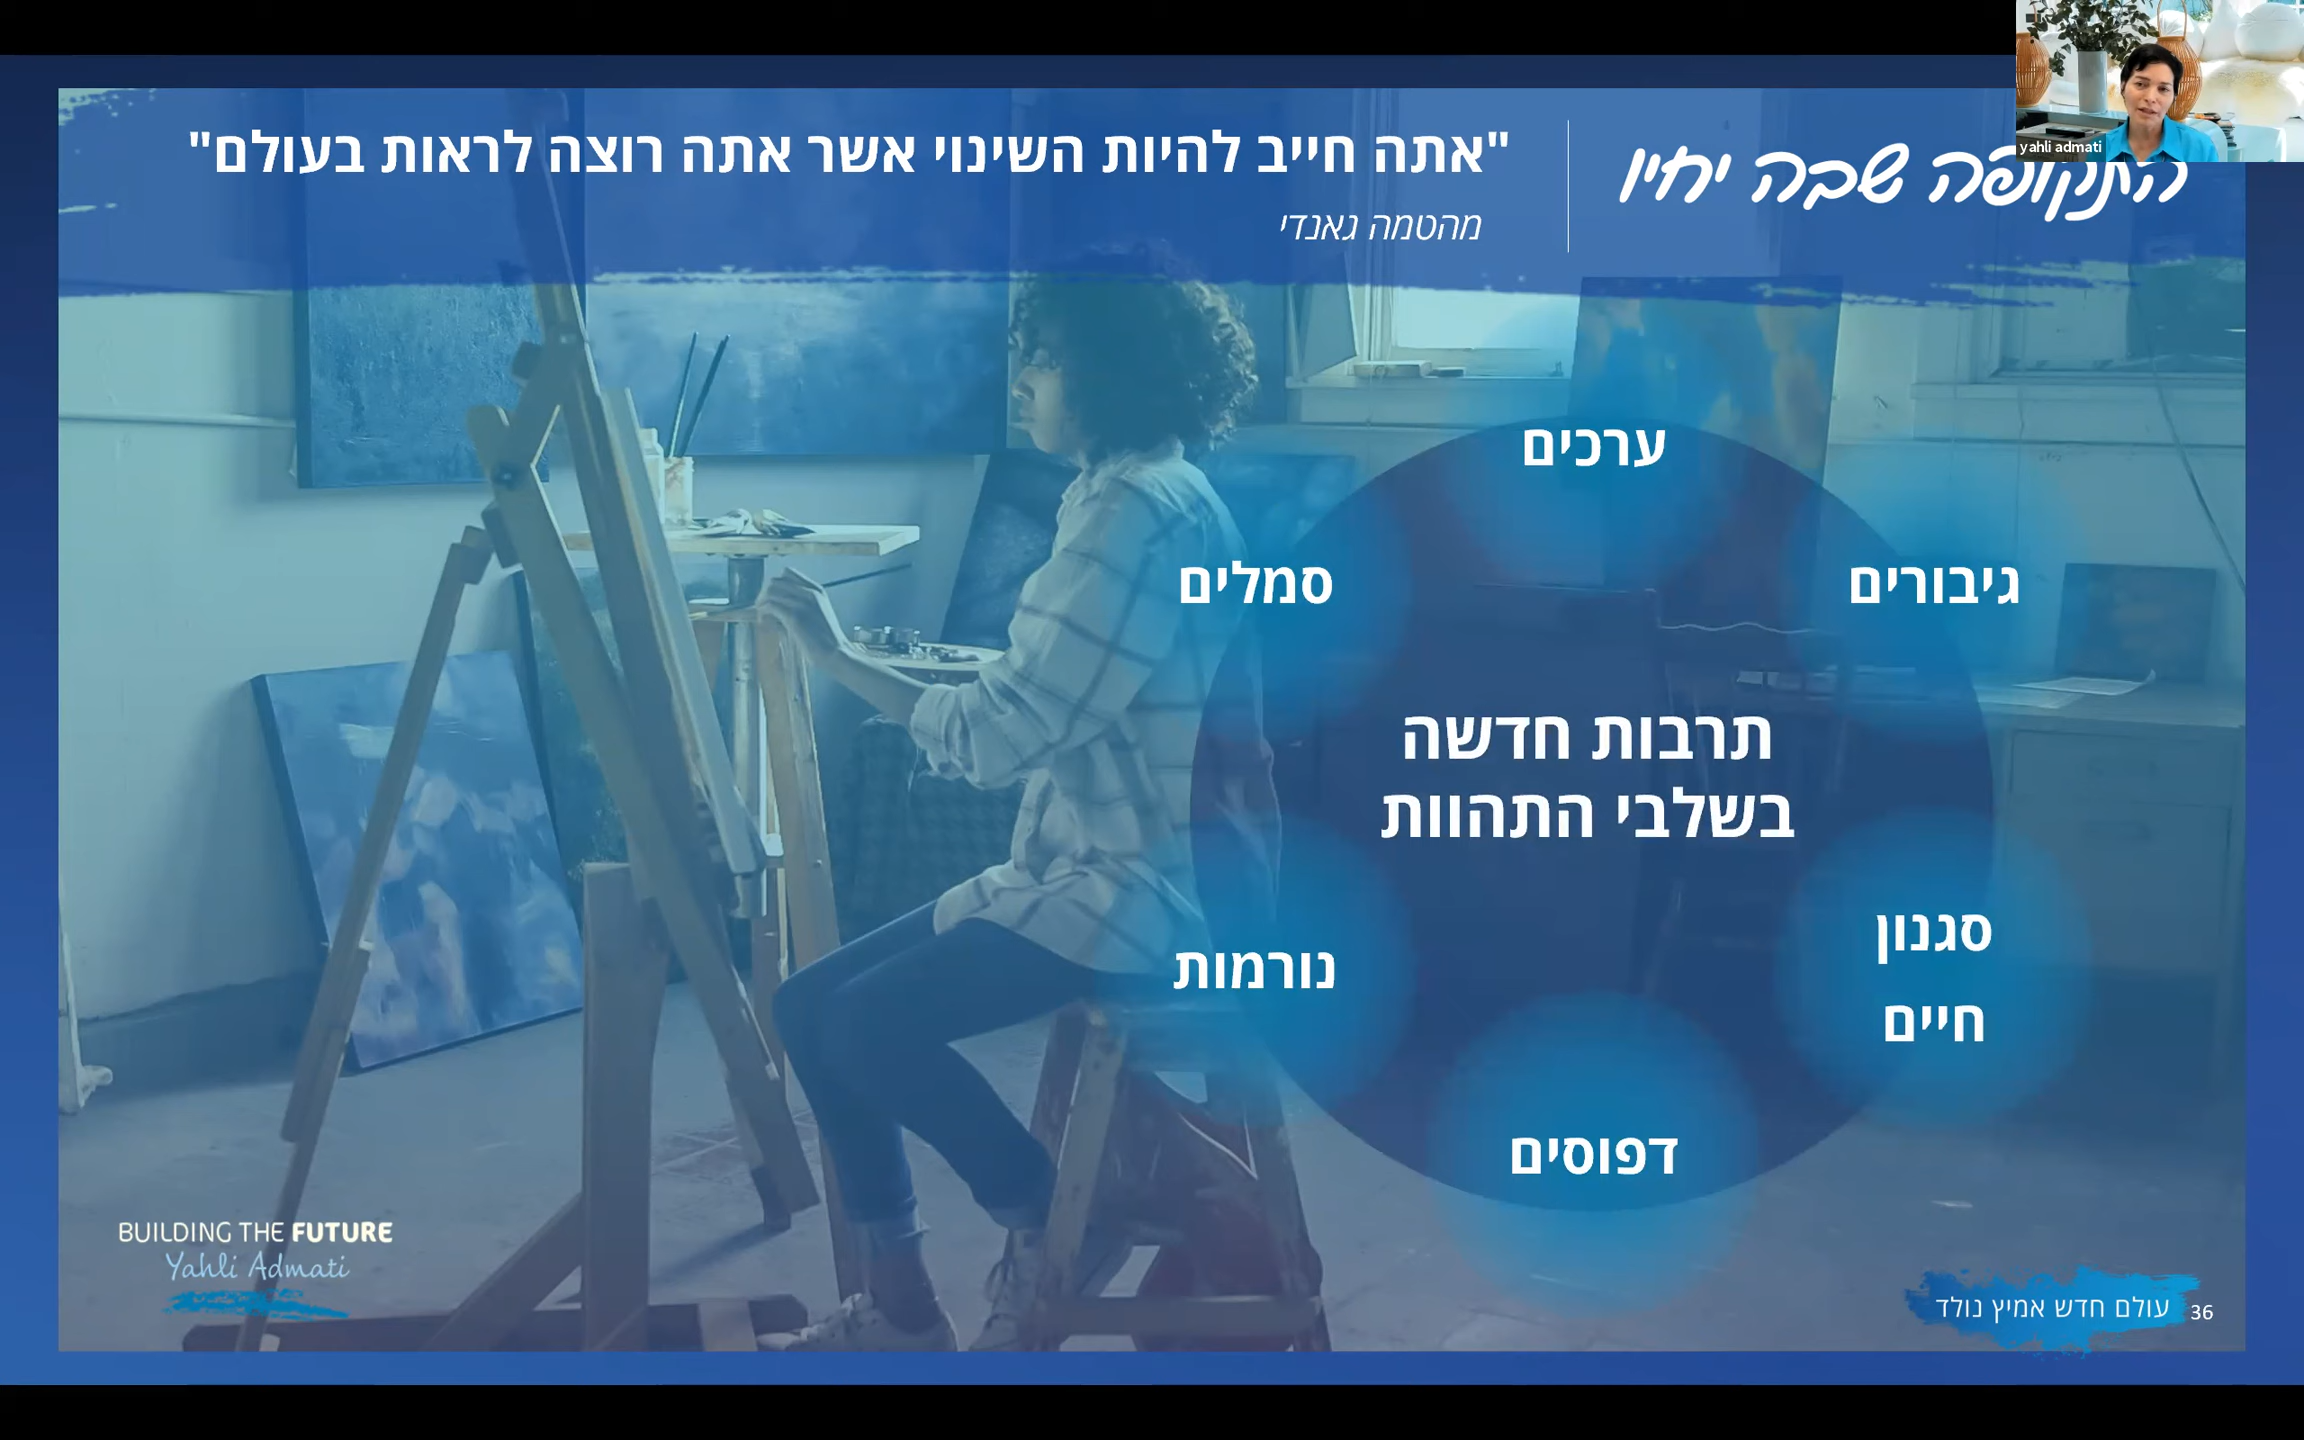 yahli admati
התקופה שבה יחיו
"אתה חייב להיות השינוי אשר אתה רוצה לראות בעולם"
מהטמה גאנדי
ערכים
גיבורים
סמלים
תרבות חדשה
בשלבי התהוות
סגנון
חיים
נורמות
דפוסים
BUILDING THE FUTURE
Yahli Admati
עולם חדש אמיץ נולד
36